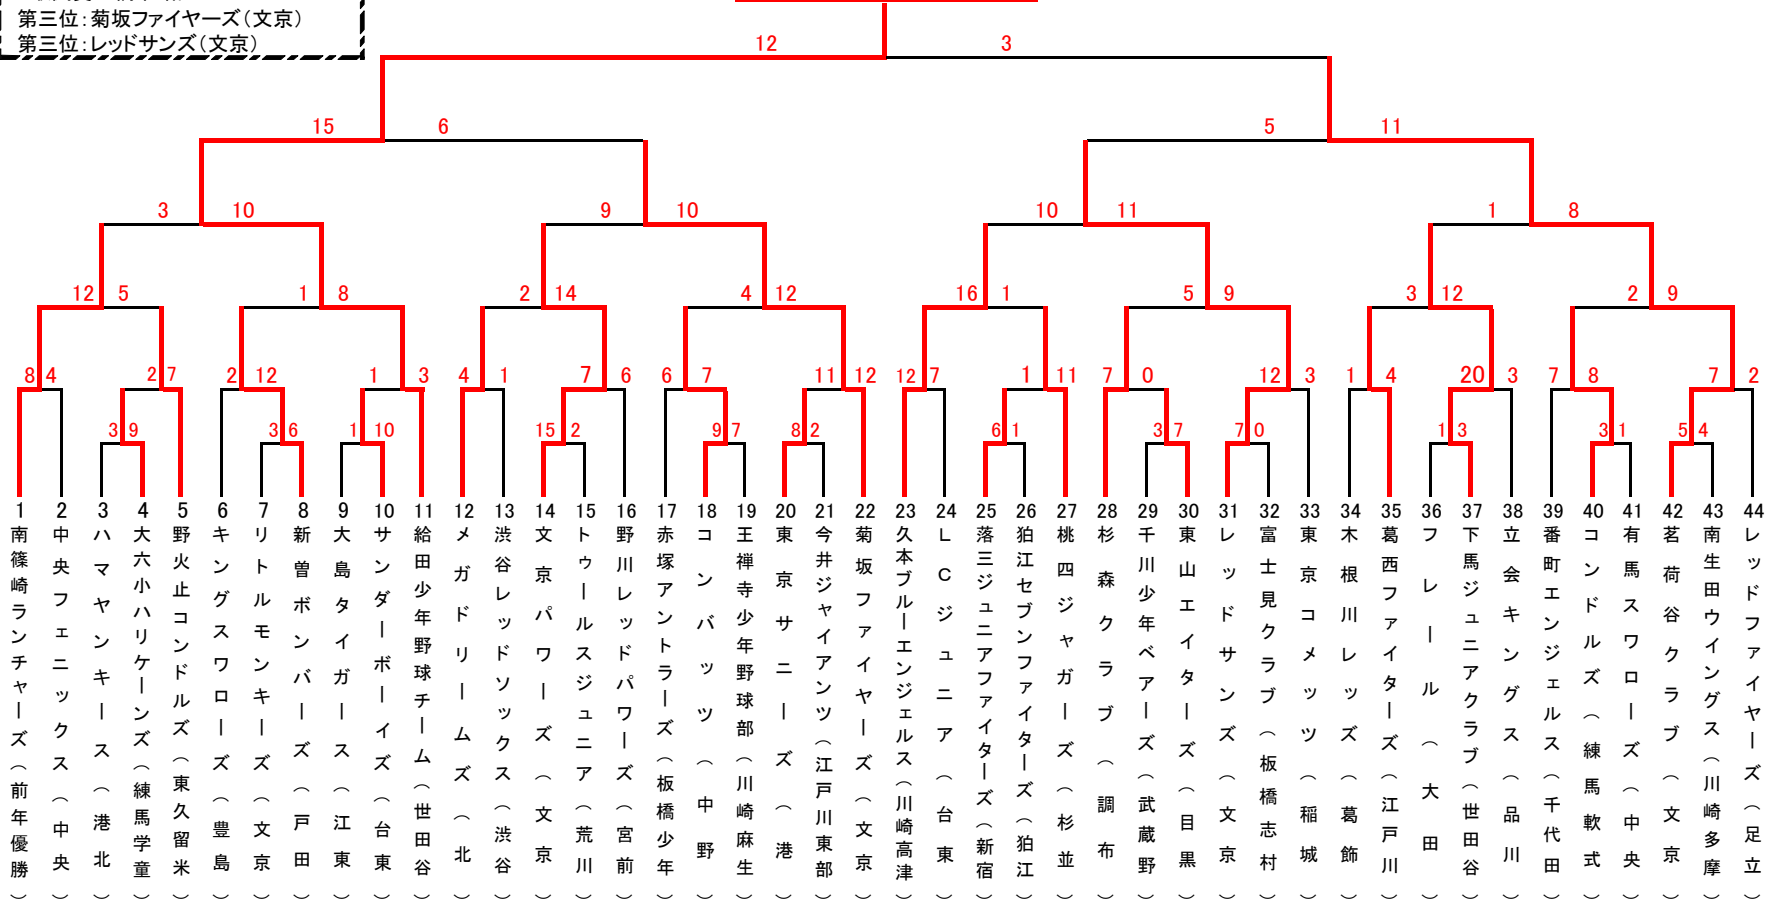 第三位：菊坂ファイヤーズ（文京）
第三位：レッドサンズ（文京）
12 3
15 6 5 11
3 10 9 10 10 11 1 8
12 5 1 8 2 14 4 12 16 1 5 9 3 12 2 9
8 4 2 7 2 12 1 3 4 1 7 6 6 7 11 12 12 7 1 11 7 0 12 3 1 4 20 3 7 8 7 2
3 9 3 6 1 10 15 2 9 7 8 2 6 1 3 7 7 0 1 3 3 1 5 4
1 南篠崎ランチャーズ（前年優勝）
2 中央フェニックス（中央）
3 ハマヤンキース（港北）
4 大六小ハリケーンズ（練馬学童）
5 野火止コンドルズ（東久留米）
6 キングスワローズ（豊島）
7 リトルモンキーズ（文京）
8 新曽ボンバーズ（戸田）
9 大島タイガース（江東）
10 サンダーボーイズ（台東）
11 給田少年野球チーム（世田谷）
12 メガドリームズ（北）
13 渋谷レッドソックス（渋谷）
14 文京パワーズ（文京）
15 トゥールスジュニア（荒川）
16 野川レッドパワーズ（宮前）
17 赤塚アントラーズ（板橋少年）
18 コンバッツ（中野）
19 王禅寺少年野球部（川崎麻生）
20 東京サニーズ（港）
21 今井ジャイアンツ（江戸川東部）
22 菊坂ファイヤーズ（文京）
23 久本ブルーエンジェルス（川崎高津）
24 ＬＣジュニア（台東）
25 落三ジュニアファイターズ（新宿）
26 狛江セブンファイターズ（狛江）
27 桃四ジャガーズ（杉並）
28 杉森クラブ（調布）
29 千川少年ベアーズ（武蔵野）
30 東山エイターズ（目黒）
31 レッドサンズ（文京）
32 富士見クラブ（板橋志村）
33 東京コメッツ（稲城）
34 木根川レッズ（葛飾）
35 葛西ファイターズ（江戸川）
36 フレール（大田）
37 下馬ジュニアクラブ（世田谷）
38 立会キングス（品川）
39 番町エンジェルス（千代田）
40 コンドルズ（練馬軟式）
41 有馬スワローズ（中央）
42 茗荷谷クラブ（文京）
43 南生田ウイングス（川崎多摩）
44 レッドファイヤーズ（足立）